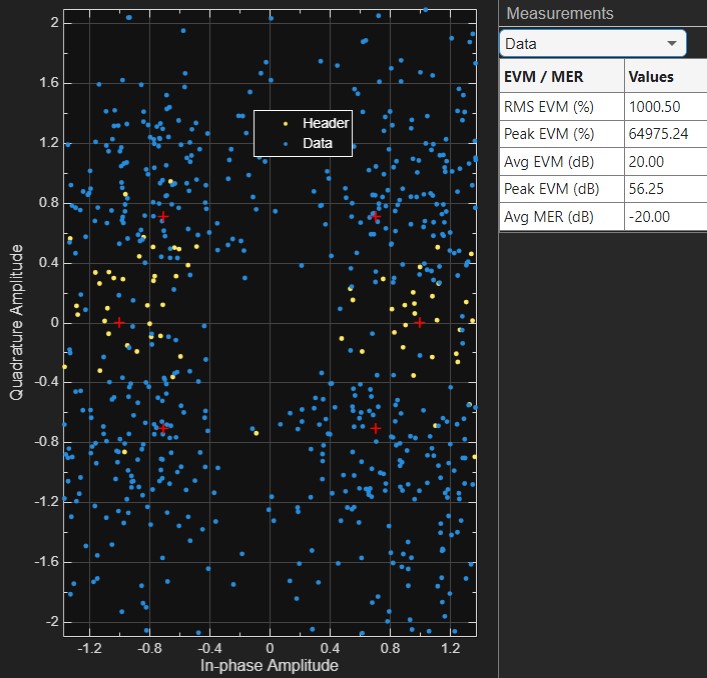 Measurements
Data
EVM / MER Values
RMS EVM (%) 1000.50
Peak EVM (%) 64975.24
Avg EVM (dB) 20.00
Peak EVM (dB) 56.25
Avg MER (dB) -20.00
Header
Data
Quadrature Amplitude
2
1.6
1.2
0.8
0.4
0
-0.4
-0.8
-1.2
-1.6
-2
-1.2 -0.8 -0.4 0 0.4 0.8 1.2
In-phase Amplitude